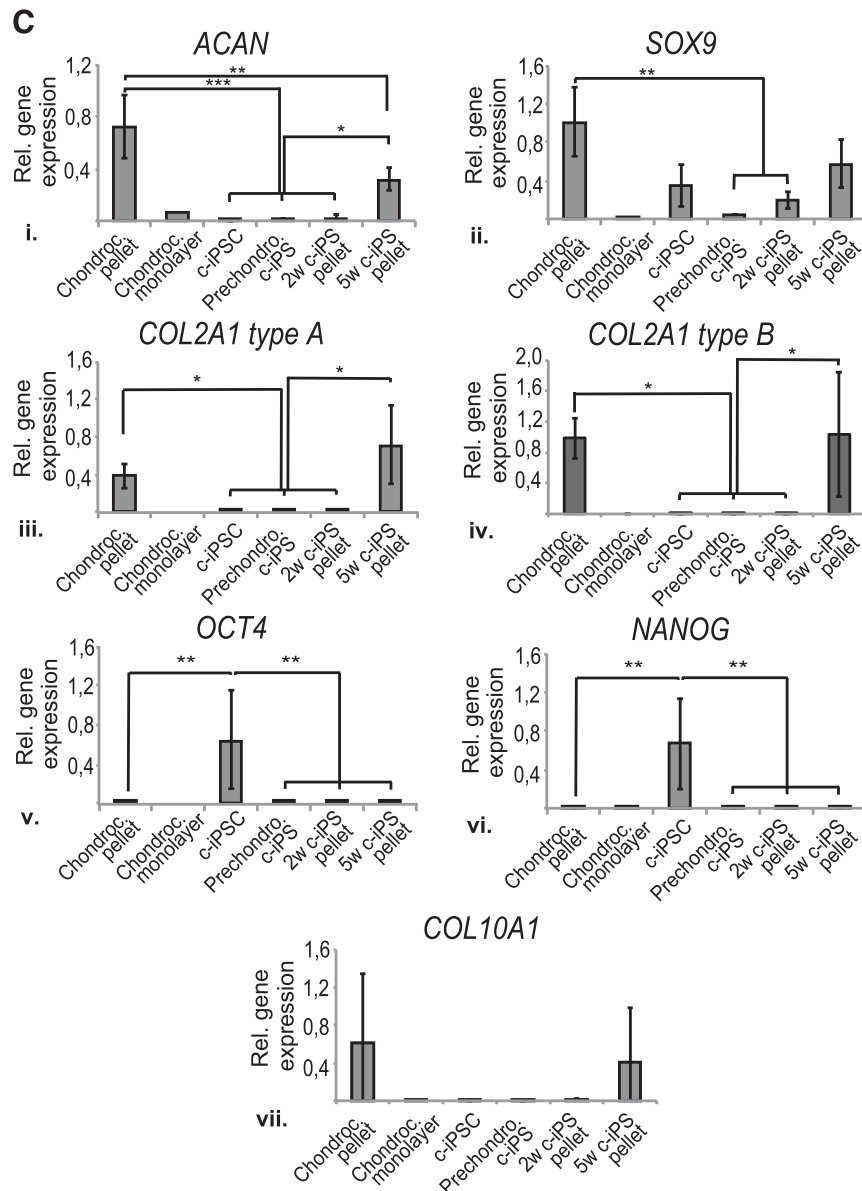 C
ACAN
Rel. gene
expression
1,2
0,8
0,4
**
***
*
i.
Chondroc.
pellet
Chondroc.
monolayer
c-iPSC
Prechondro.
c-iPS
2w c-iPS
pellet
5w c-iPS
pellet
SOX9
Rel. gene
expression
1,6
1,2
0,8
0,4
**
ii.
Chondroc.
pellet
Chondroc.
monolayer
c-iPSC
Prechondro.
c-iPS
2w c-iPS
pellet
5w c-iPS
pellet
COL2A1 type A
Rel. gene
expression
1,6
1,2
0,8
0,4
*
*
iii.
Chondroc.
pellet
Chondroc.
monolayer
c-iPSC
Prechondro.
c-iPS
2w c-iPS
pellet
5w c-iPS
pellet
COL2A1 type B
Rel. gene
expression
2,0
1,6
1,2
0,8
0,4
*
*
iv.
Chondroc.
pellet
Chondroc.
monolayer
c-iPSC
Prechondro.
c-iPS
2w c-iPS
pellet
5w c-iPS
pellet
OCT4
Rel. gene
expression
1,6
1,2
0,8
0,4
**
**
v.
Chondroc.
pellet
Chondroc.
monolayer
c-iPSC
Prechondro.
c-iPS
2w c-iPS
pellet
5w c-iPS
pellet
NANOG
Rel. gene
expression
1,6
1,2
0,8
0,4
**
**
vi.
Chondroc.
pellet
Chondroc.
monolayer
c-iPSC
Prechondro.
c-iPS
2w c-iPS
pellet
5w c-iPS
pellet
COL10A1
Rel. gene
expression
1,6
1,2
0,8
0,4
vii.
Chondroc.
pellet
Chondroc.
monolayer
c-iPSC
Prechondro.
c-iPS
2w c-iPS
pellet
5w c-iPS
pellet